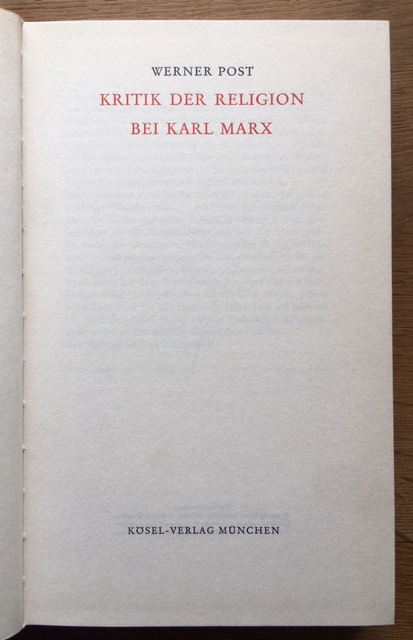 WERNER POST
KRITIK DER RELIGION
BEI KARL MARX
KÖSEL-VERLAG MÜNCHEN